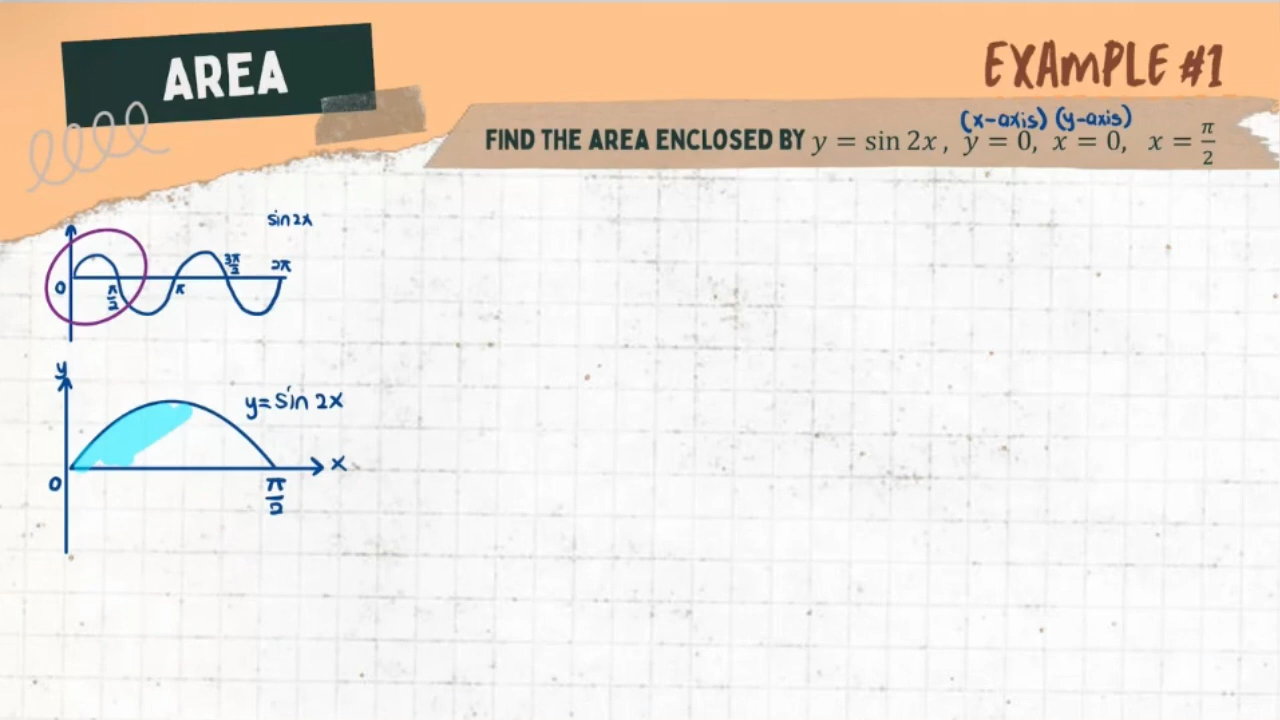 AREA
EXAMPLE #1
(x-axis) (y-axis)
FIND THE AREA ENCLOSED BY y = sin 2x, y = 0, x = 0, x = π/2
sin 2x
0 π/2 π 3π/2 2π
y
y = sin 2x
x
0
π/2